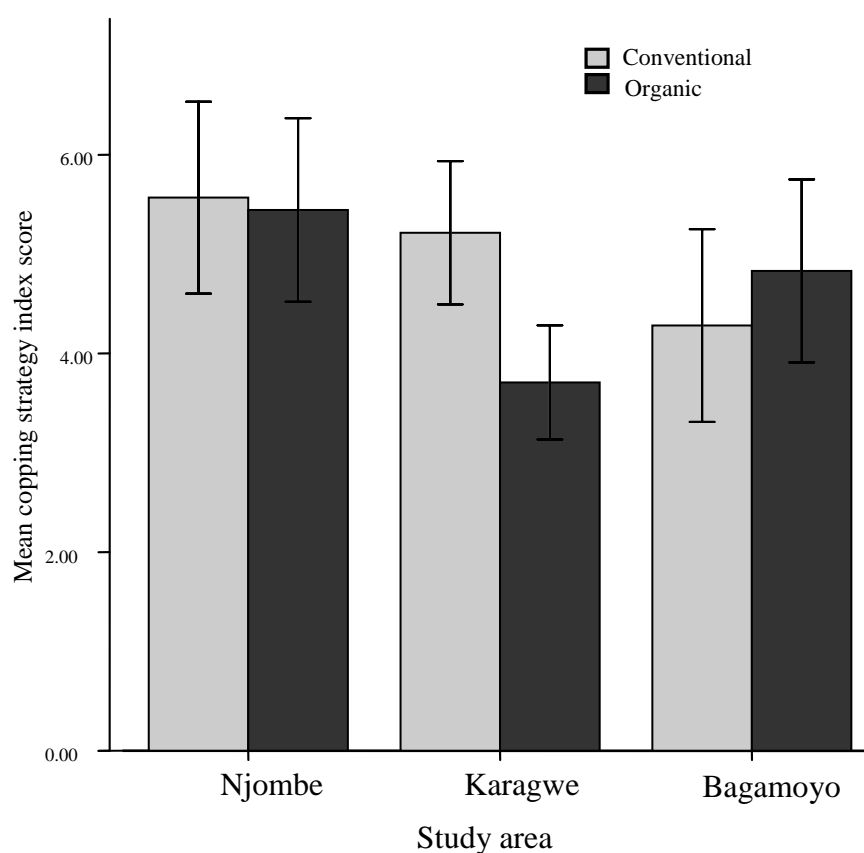 Conventional
Organic
6.00
4.00
2.00
0.00
Mean copping strategy index score
Njombe
Karagwe
Bagamoyo
Study area